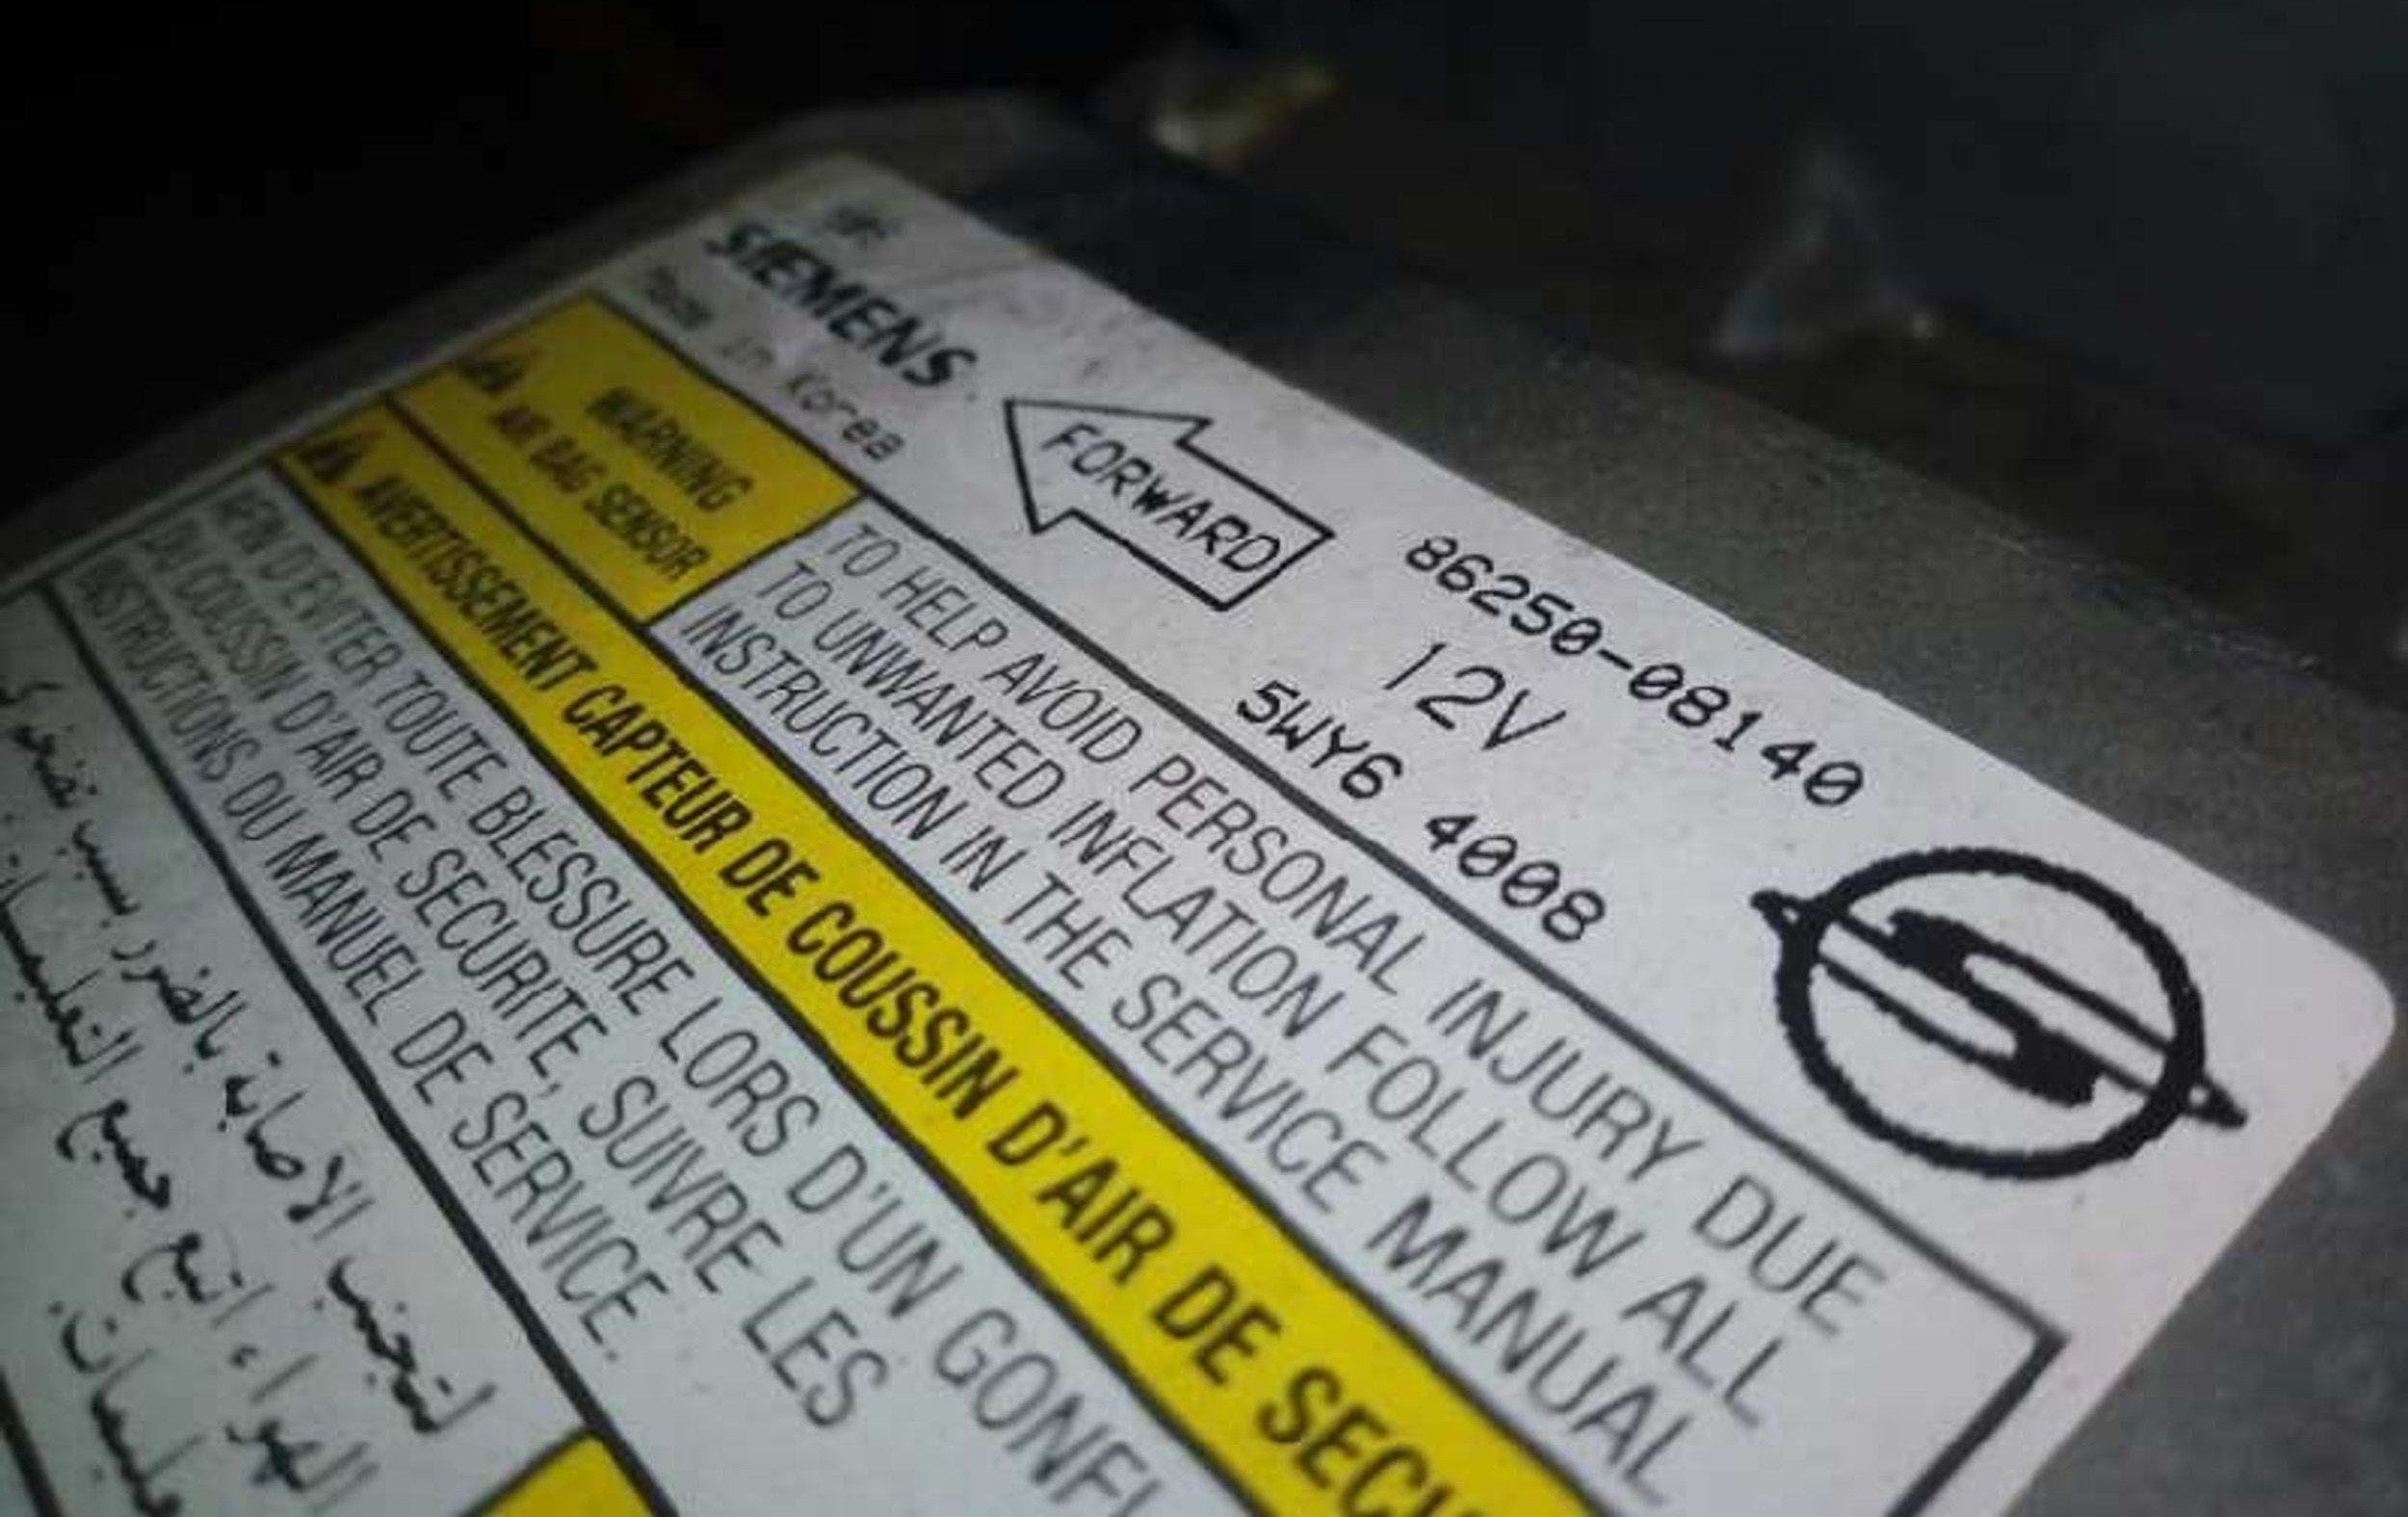 SIEMENS
Made in Korea
FORWARD
86250-08140
12V
5WY6 4008
WARNING
AIR BAG SENSOR
TO HELP AVOID PERSONAL INJURY DUE
TO UNWANTED INFLATION FOLLOW ALL
INSTRUCTION IN THE SERVICE MANUAL
AVERTISSEMENT CAPTEUR DE COUSSIN D'AIR DE SECU
AFIN D'EVITER TOUTE BLESSURE LORS D'UN GONFL
DU COUSSIN D'AIR DE SECURITE, SUIVRE LES
INSTRUCTIONS DU MANUEL DE SERVICE.
لتجنب الاصابة بالضرر بسبب
الهواء، اتبع جميع